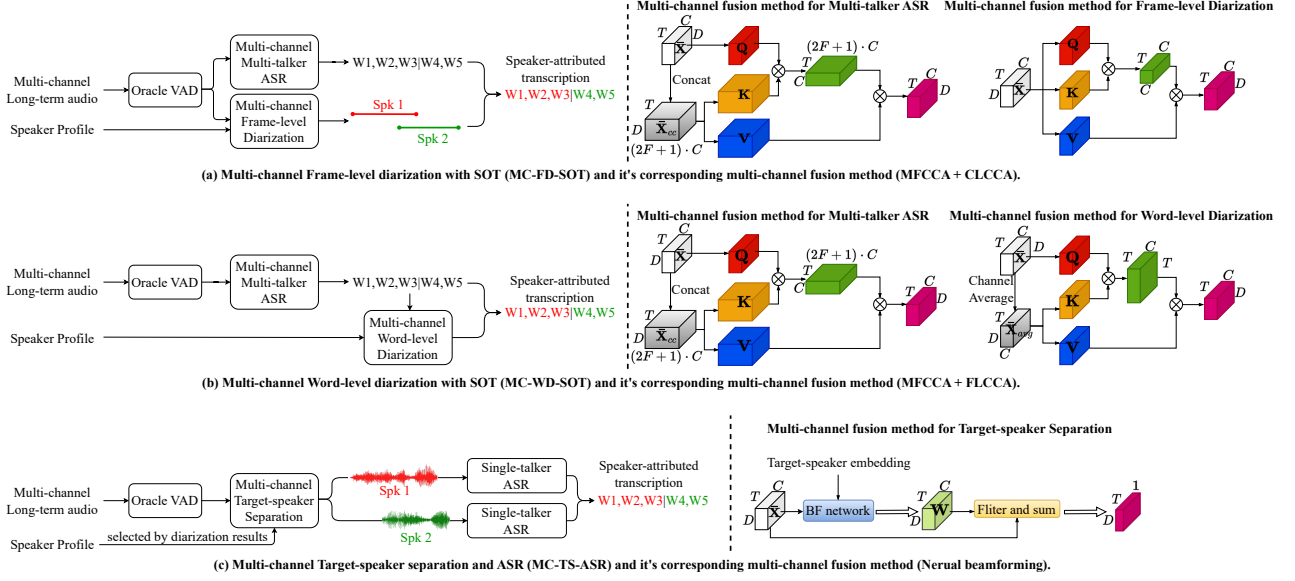 Multi-channel
Long-term audio
Oracle VAD
Multi-channel
Multi-talker
ASR
W1,W2,W3|W4,W5
Speaker Profile
Multi-channel
Frame-level
Diarization
Spk 1
Spk 2
Speaker-attributed
transcription
W1,W2,W3|W4,W5
Multi-channel fusion method for Multi-talker ASR
T C
D X̄
Q
Concat
T
D X̄cc
(2F+1)·C
K
V
(2F+1)·C
T
C
T C
D
Multi-channel fusion method for Frame-level Diarization
T C
D X̄
Q
K
V
C
T
C
T C
D
(a) Multi-channel Frame-level diarization with SOT (MC-FD-SOT) and it's corresponding multi-channel fusion method (MFCCA + CLCCA).
Multi-channel
Long-term audio
Oracle VAD
Multi-channel
Multi-talker
ASR
W1,W2,W3|W4,W5
Speaker Profile
Multi-channel
Word-level
Diarization
Speaker-attributed
transcription
W1,W2,W3|W4,W5
Multi-channel fusion method for Multi-talker ASR
T C
D X̄
Q
Concat
T
D X̄cc
(2F+1)·C
K
V
(2F+1)·C
T
C
T C
D
Multi-channel fusion method for Word-level Diarization
C
T D
X̄
Q
Channel
Average
T
D X̄avg
C
K
V
C
T T
T C
D
(b) Multi-channel Word-level diarization with SOT (MC-WD-SOT) and it's corresponding multi-channel fusion method (MFCCA + FLCCA).
Multi-channel
Long-term audio
Oracle VAD
Multi-channel
Target-speaker
Separation
Speaker Profile
selected by diarization results
Spk 1
Spk 2
Single-talker
ASR
Single-talker
ASR
Speaker-attributed
transcription
W1,W2,W3|W4,W5
Multi-channel fusion method for Target-speaker Separation
Target-speaker embedding
T C
D X̄
BF network
T C
D W
Fliter and sum
1
T
D
(c) Multi-channel Target-speaker separation and ASR (MC-TS-ASR) and it's corresponding multi-channel fusion method (Nerual beamforming).